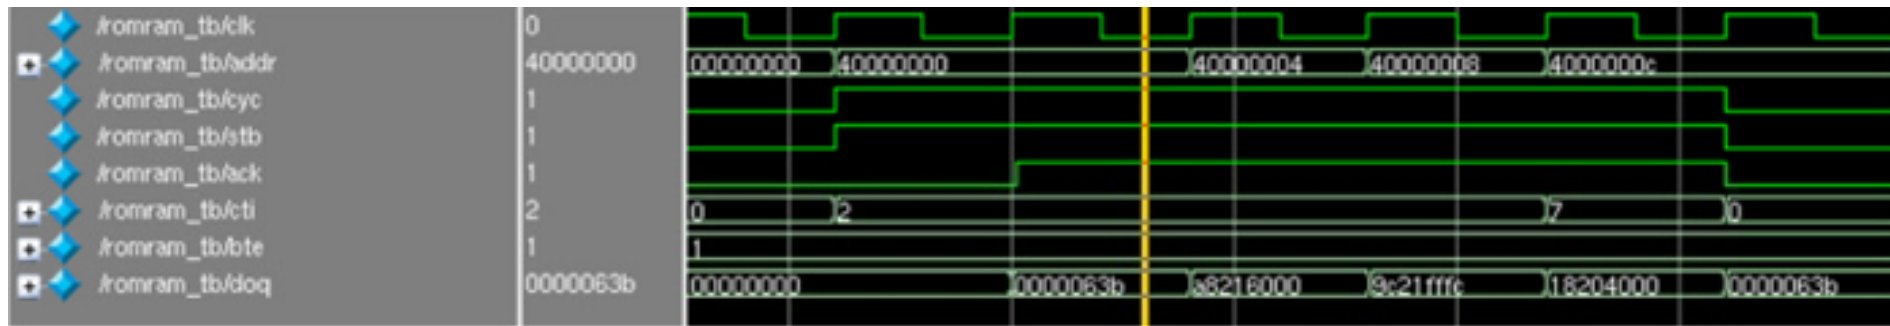 /romram_tb/clk 0
/romram_tb/addr 40000000 00000000 40000000 40000004 40000008 4000000c
/romram_tb/cyc 1
/romram_tb/stb 1
/romram_tb/ack 1
/romram_tb/cti 2 0 2 7 0
/romram_tb/bte 1 1
/romram_tb/doq 0000063b 00000000 0000063b a8216000 9c21fffc 18204000 0000063b